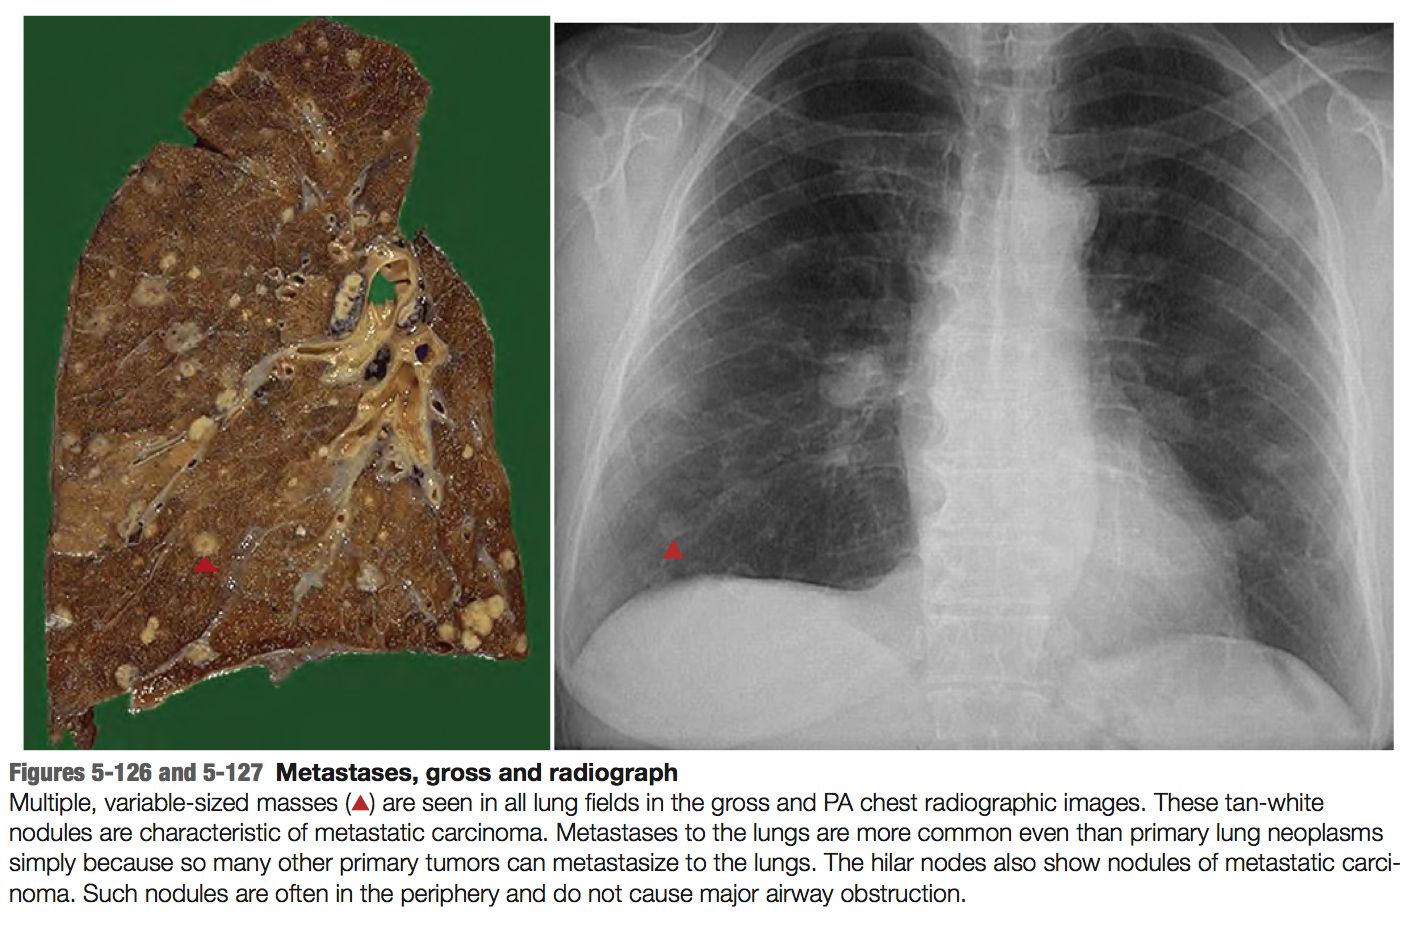 Figures 5-126 and 5-127 Metastases, gross and radiograph
Multiple, variable-sized masses (▲) are seen in all lung fields in the gross and PA chest radiographic images. These tan-white
nodules are characteristic of metastatic carcinoma. Metastases to the lungs are more common even than primary lung neoplasms
simply because so many other primary tumors can metastasize to the lungs. The hilar nodes also show nodules of metastatic carci-
noma. Such nodules are often in the periphery and do not cause major airway obstruction.